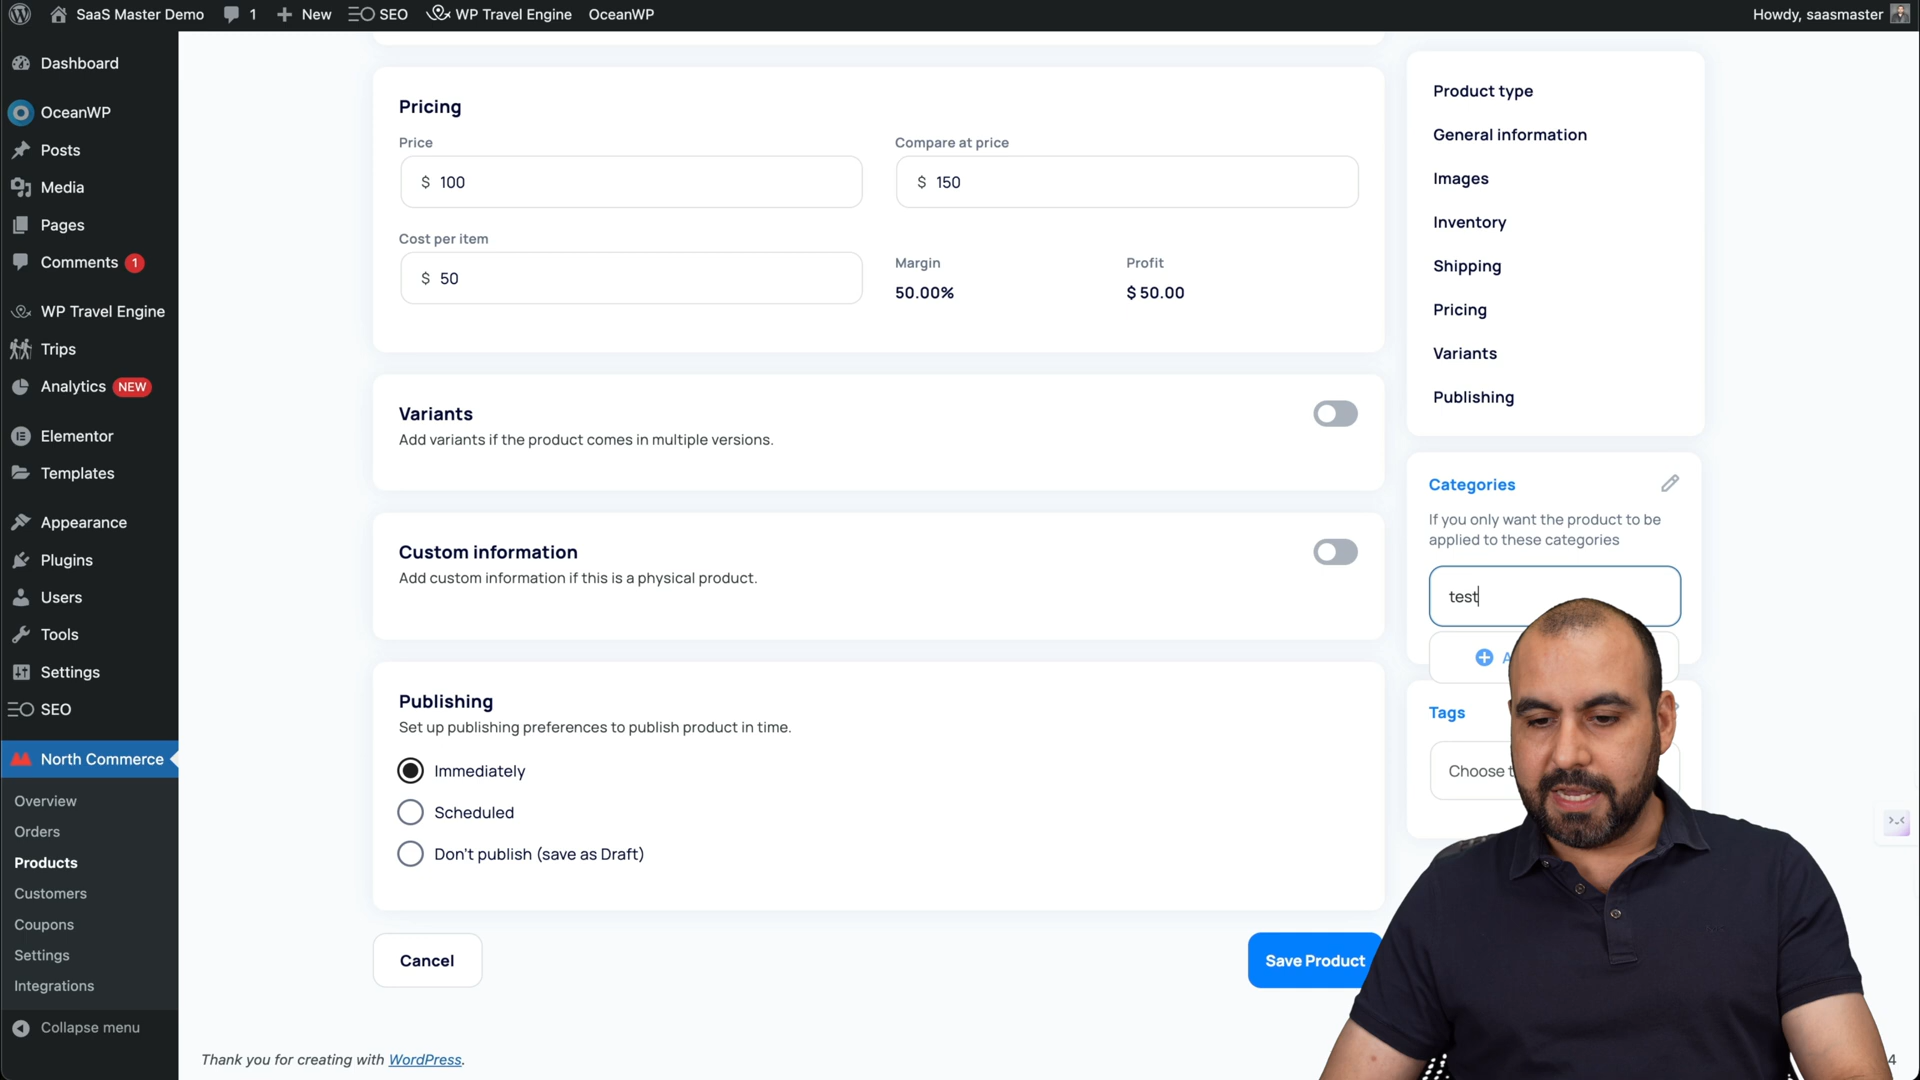 SaaS Master Demo
1
New
SEO
WP Travel Engine
OceanWP
Howdy, saasmaster
Dashboard
OceanWP
Posts
Media
Pages
Comments 1
WP Travel Engine
Trips
Analytics NEW
Elementor
Templates
Appearance
Plugins
Users
Tools
Settings
SEO
North Commerce
Overview
Orders
Products
Customers
Coupons
Settings
Integrations
Collapse menu
Pricing
Price
$ 100
Compare at price
$ 150
Cost per item
$ 50
Margin
50.00%
Profit
$ 50.00
Variants
Add variants if the product comes in multiple versions.
Custom information
Add custom information if this is a physical product.
Publishing
Set up publishing preferences to publish product in time.
Immediately
Scheduled
Don't publish (save as Draft)
Cancel
Save Product
Thank you for creating with WordPress.
Product type
General information
Images
Inventory
Shipping
Pricing
Variants
Publishing
Categories
If you only want the product to be
applied to these categories
test
Tags
Choose
4